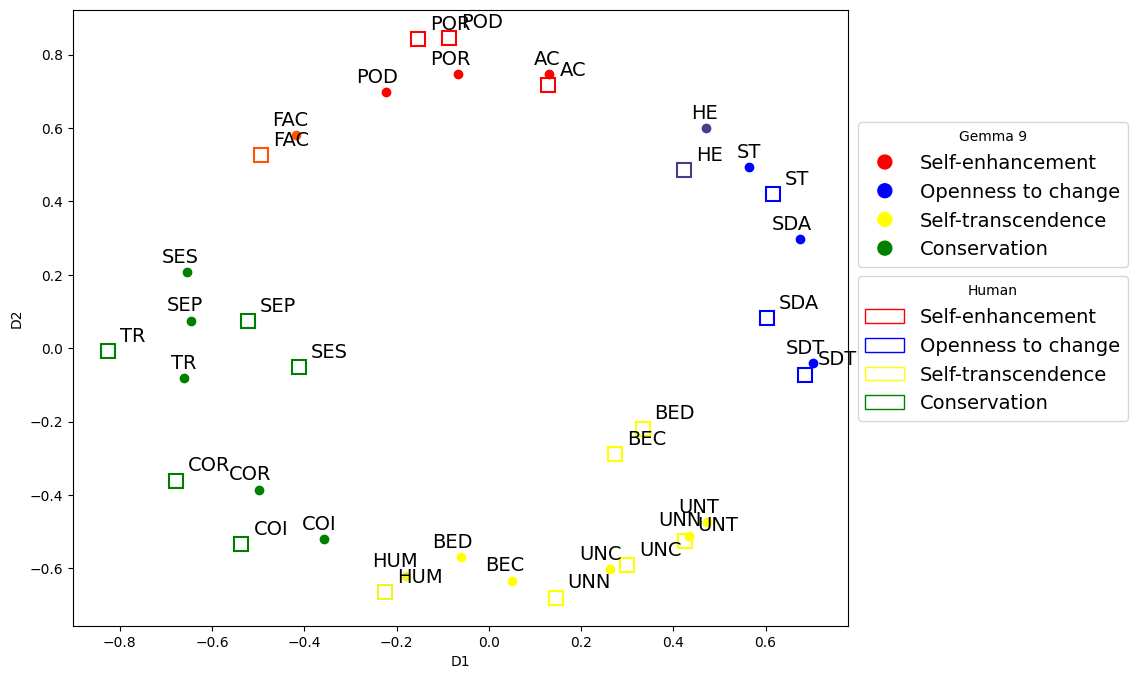 POR
POD
POR
AC
AC
POD
FAC
FAC
HE
HE
ST
ST
SDA
SDA
SDT
SDT
SES
SEP
SEP
TR
TR
SES
BED
BEC
COR
COR
COI
COI
UNT
UNN
UNT
BED
UNC
UNC
HUM
BEC
HUM
UNN
0.8
0.6
0.4
0.2
0.0
−0.2
−0.4
−0.6
D2
−0.8
−0.6
−0.4
−0.2
0.0
0.2
0.4
0.6
D1
Gemma 9
Self-enhancement
Openness to change
Self-transcendence
Conservation
Human
Self-enhancement
Openness to change
Self-transcendence
Conservation